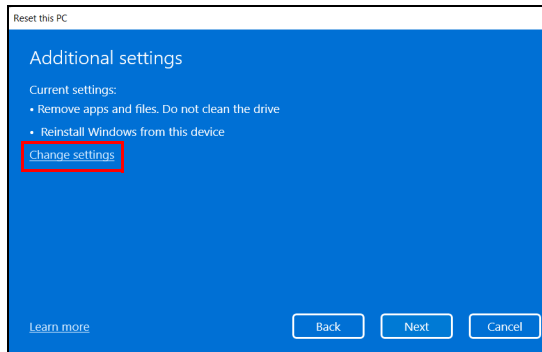 Reset this PC
Additional settings
Current settings:
• Remove apps and files. Do not clean the drive
• Reinstall Windows from this device
Change settings
Learn more
Back
Next
Cancel